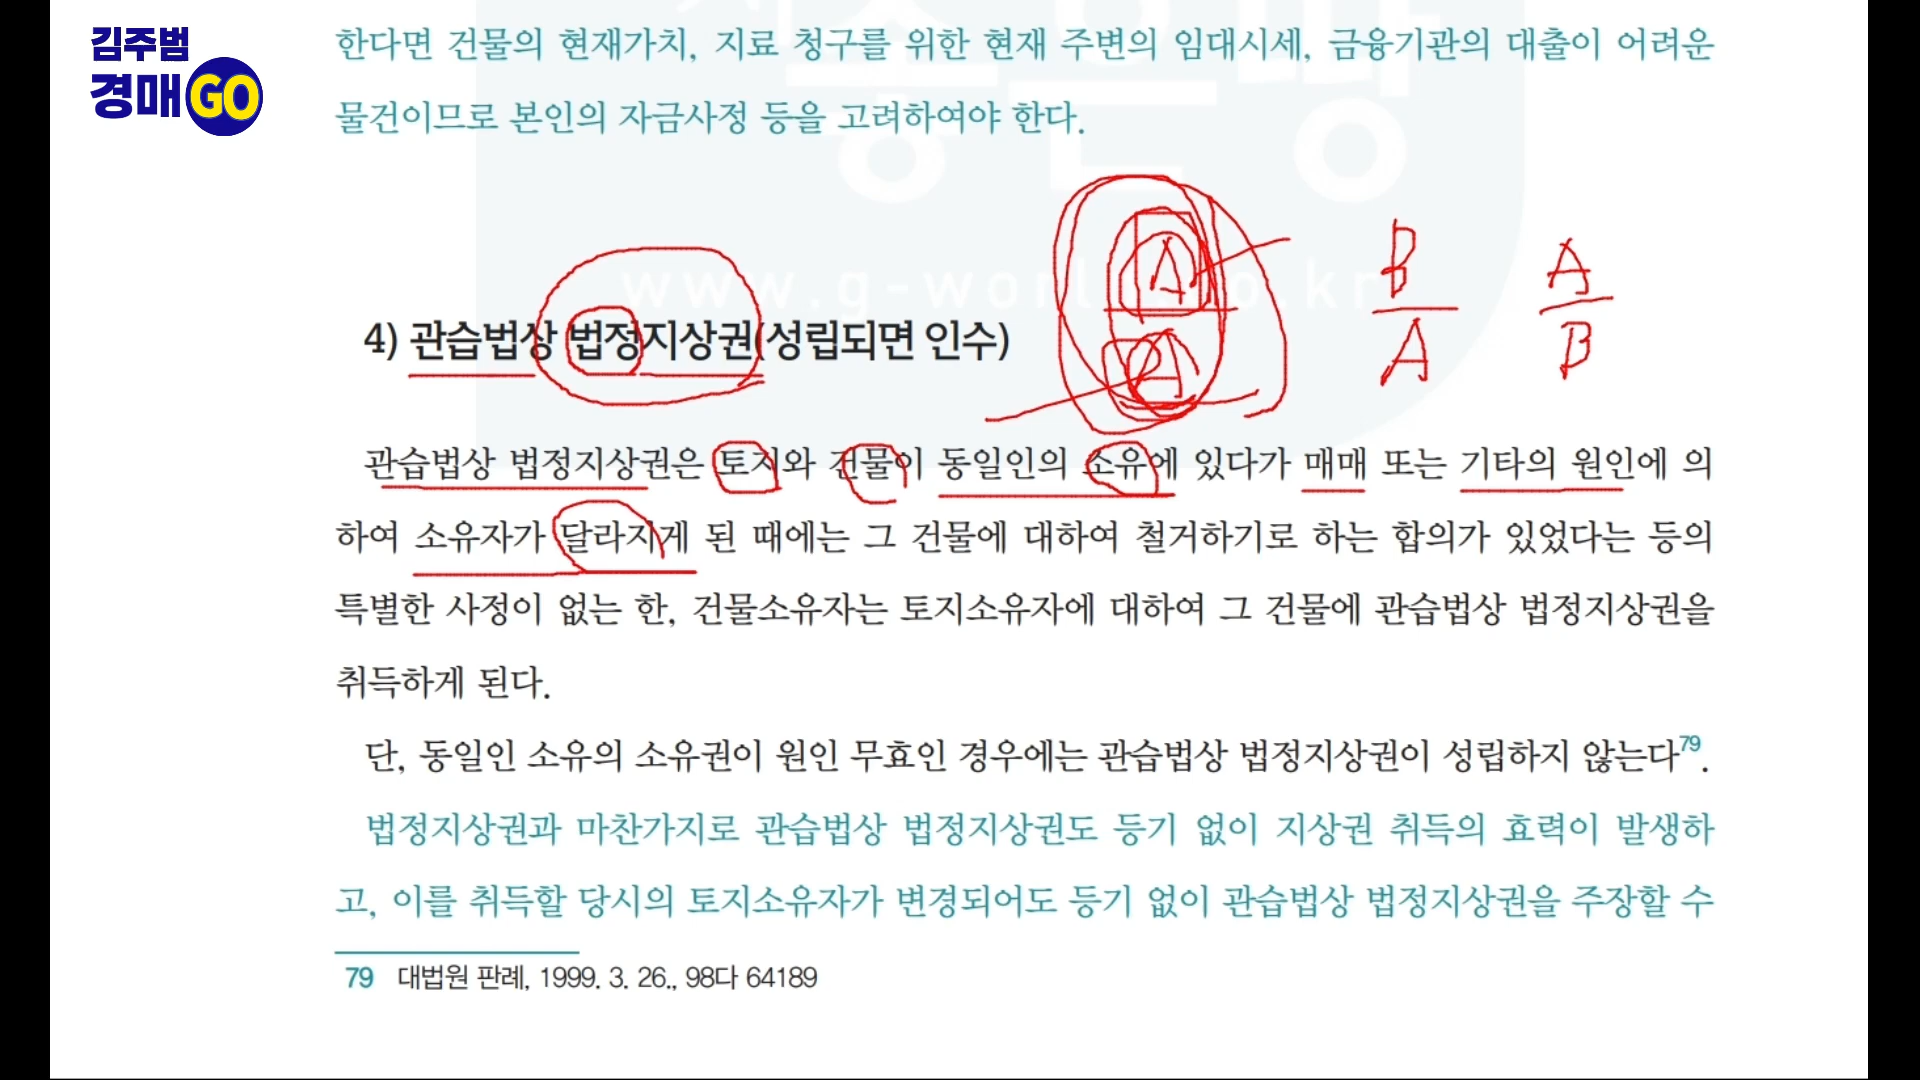 김주범
경매GO
한다면 건물의 현재가치, 지료 청구를 위한 현재 주변의 임대시세, 금융기관의 대출이 어려운
물건이므로 본인의 자금사정 등을 고려하여야 한다.
A
A
B
A
A
B
4) 관습법상 법정지상권(성립되면 인수)
관습법상 법정지상권은 토지와 건물이 동일인의 소유에 있다가 매매 또는 기타의 원인에 의
하여 소유자가 달라지게 된 때에는 그 건물에 대하여 철거하기로 하는 합의가 있었다는 등의
특별한 사정이 없는 한, 건물소유자는 토지소유자에 대하여 그 건물에 관습법상 법정지상권을
취득하게 된다.
단, 동일인 소유의 소유권이 원인 무효인 경우에는 관습법상 법정지상권이 성립하지 않는다79.
법정지상권과 마찬가지로 관습법상 법정지상권도 등기 없이 지상권 취득의 효력이 발생하
고, 이를 취득할 당시의 토지소유자가 변경되어도 등기 없이 관습법상 법정지상권을 주장할 수
79 대법원 판례, 1999. 3. 26., 98다 64189